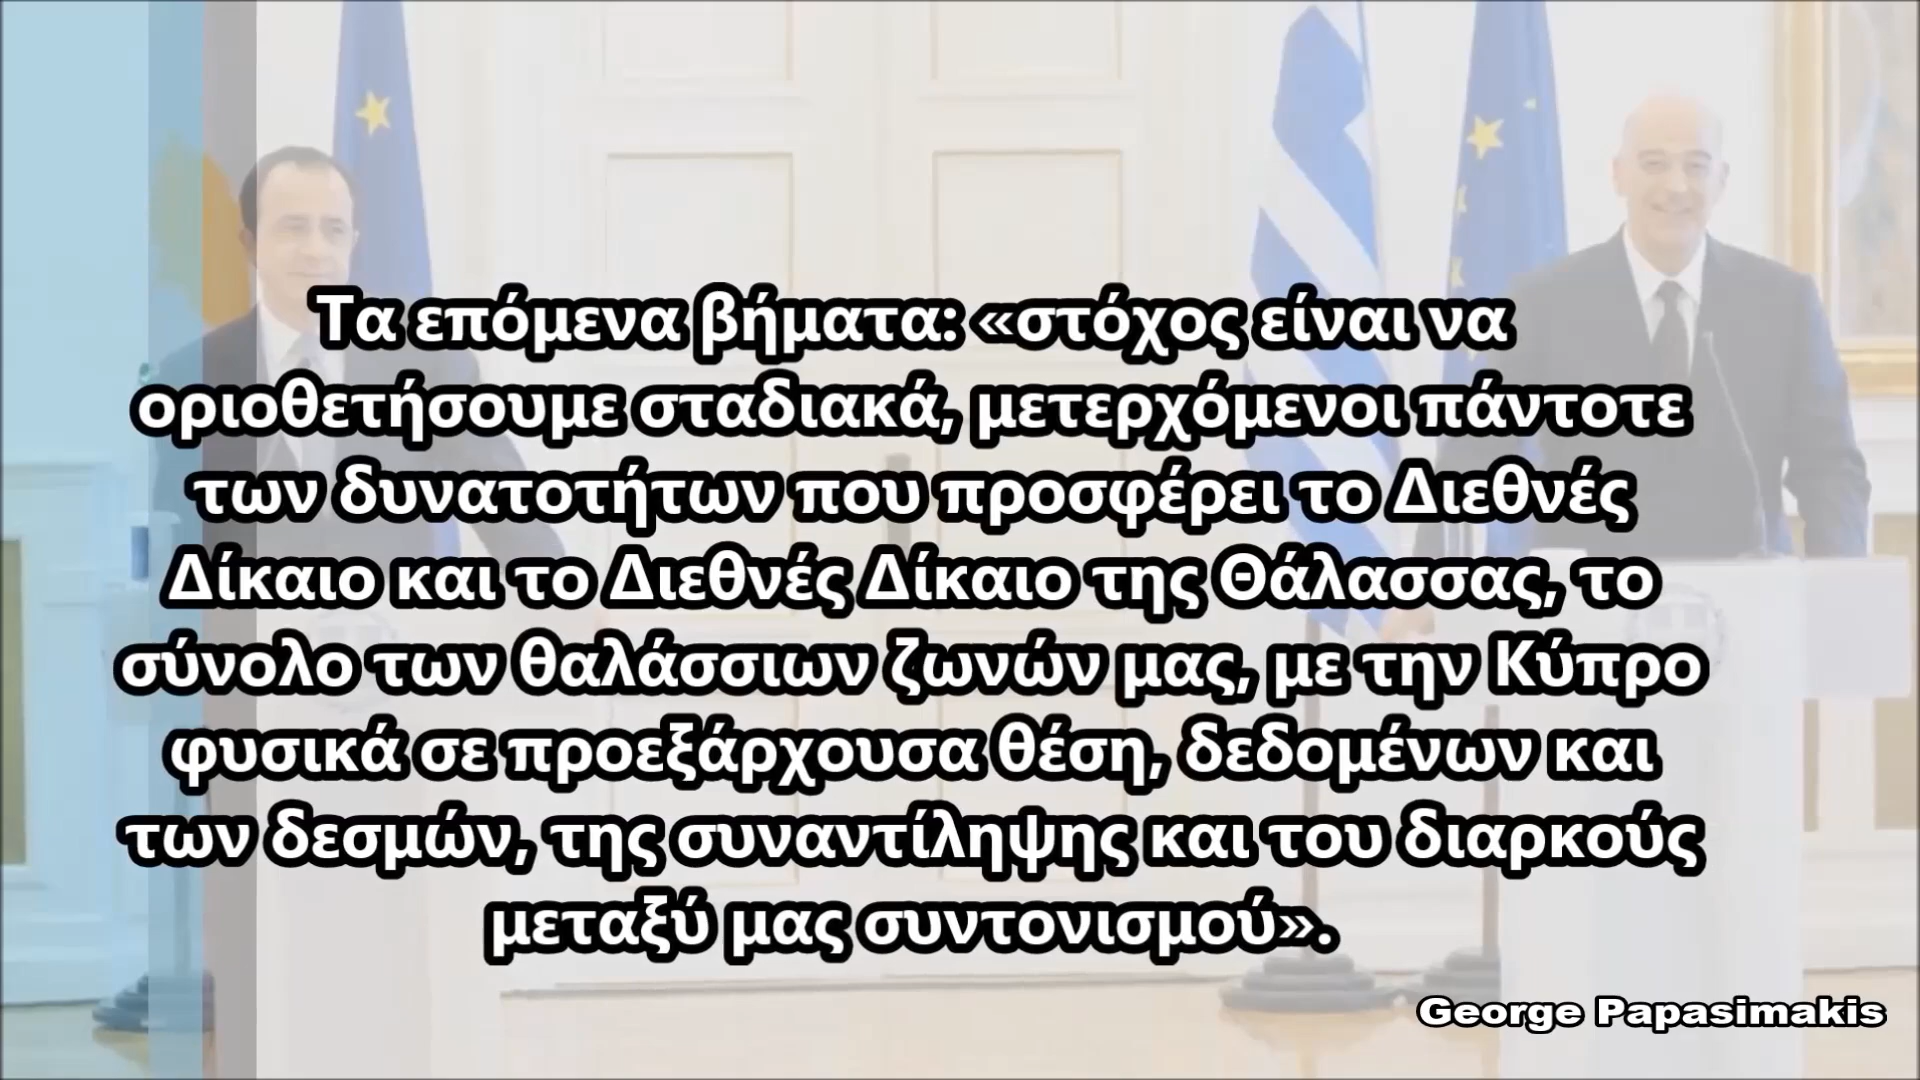 Τα επόμενα βήματα: «στόχος είναι να
οριοθετήσουμε σταδιακά, μετερχόμενοι πάντοτε
των δυνατοτήτων που προσφέρει το Διεθνές
Δίκαιο και το Διεθνές Δίκαιο της Θάλασσας, το
σύνολο των θαλάσσιων ζωνών μας, με την Κύπρο
φυσικά σε προεξάρχουσα θέση, δεδομένων και
των δεσμών, της συναντίληψης και του διαρκούς
μεταξύ μας συντονισμού».
George Papasimakis